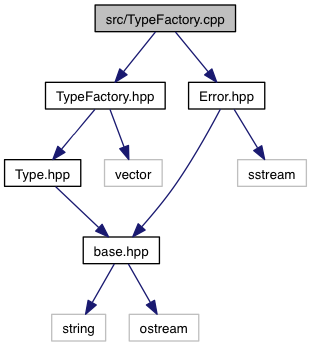 src/TypeFactory.cpp
TypeFactory.hpp
Error.hpp
Type.hpp
vector
sstream
base.hpp
string
ostream